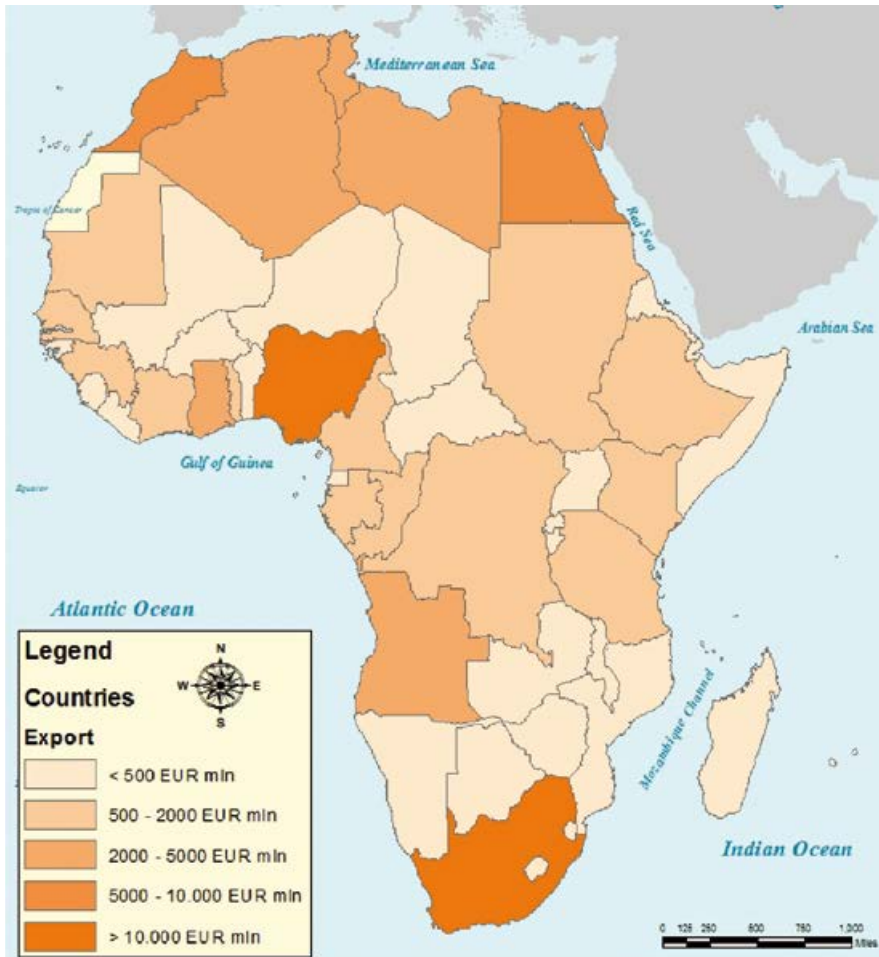 Mediterranean Sea
Tropic of Cancer
Red Sea
Arabian Sea
Gulf of Guinea
Equator
Atlantic Ocean
Mozambique Channel
Indian Ocean
Legend
N
W E
S
Countries
Export
< 500 EUR mln
500 - 2000 EUR mln
2000 - 5000 EUR mln
5000 - 10.000 EUR mln
> 10.000 EUR mln
0 125 250 500 750 1,000
Miles